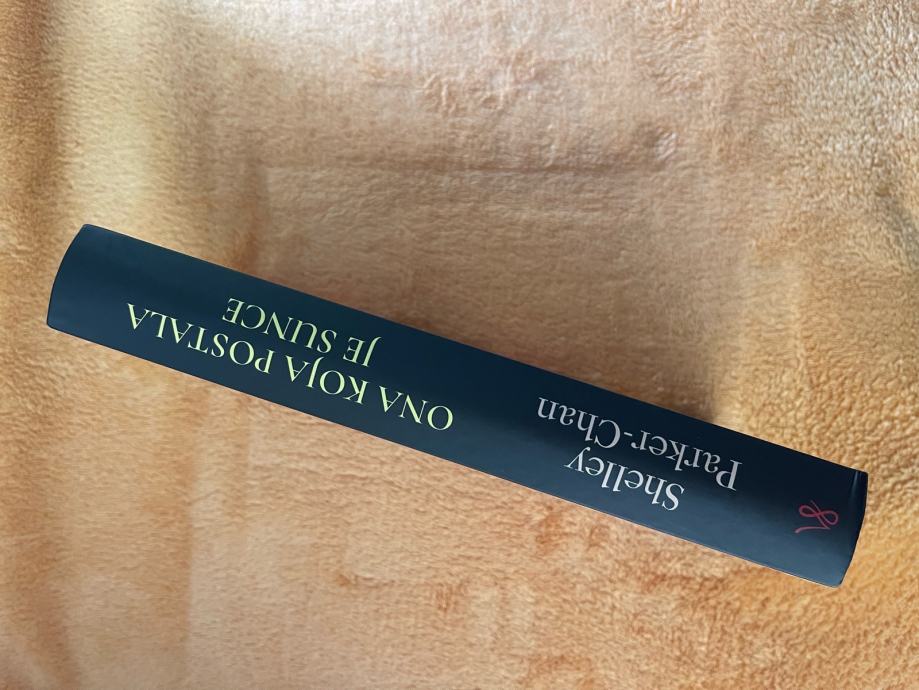 Shelley
Parker-Chan
ONA KOJA POSTALA
JE SUNCE